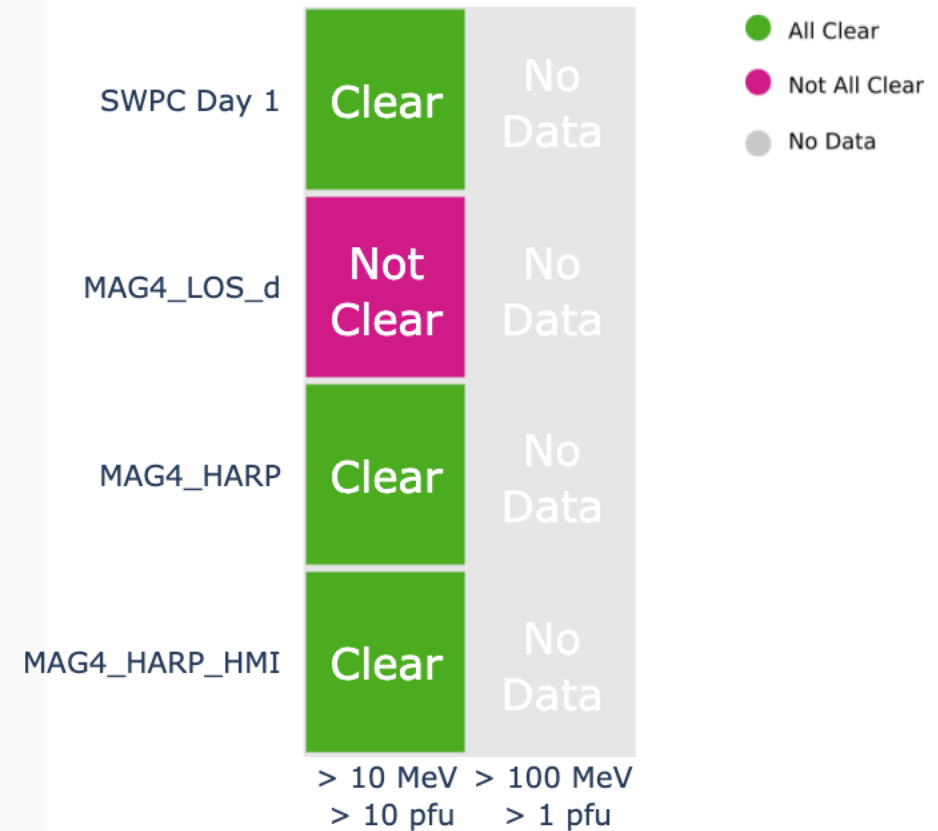 All Clear
Not All Clear
No Data
SWPC Day 1
Clear
No
Data
MAG4_LOS_d
Not
Clear
No
Data
MAG4_HARP
Clear
No
Data
MAG4_HARP_HMI
Clear
No
Data
> 10 MeV
> 10 pfu
> 100 MeV
> 1 pfu